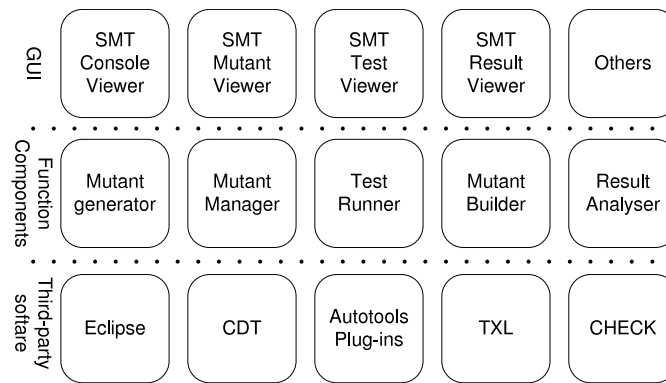 GUI
SMT
Console
Viewer
SMT
Mutant
Viewer
SMT
Test
Viewer
SMT
Result
Viewer
Others
Function
Components
Mutant
generator
Mutant
Manager
Test
Runner
Mutant
Builder
Result
Analyser
Third-party
softare
Eclipse
CDT
Autotools
Plug-ins
TXL
CHECK